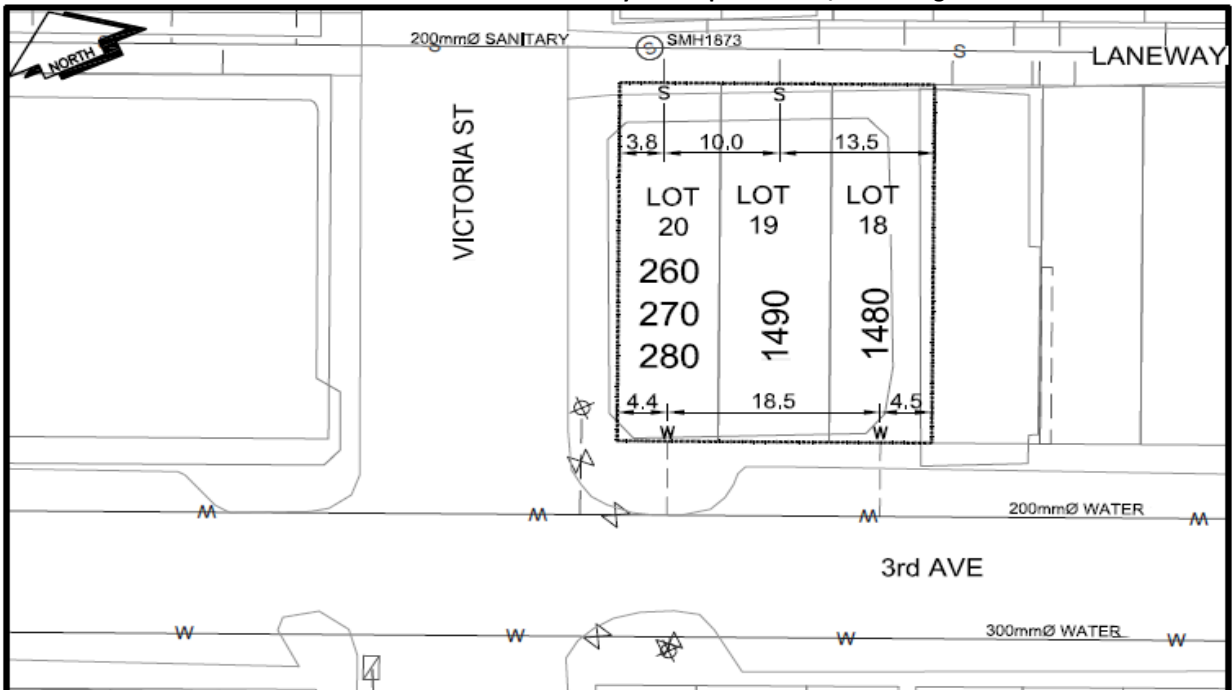 NORTH
200mmØ SANITARY
S
S
SMH1873
S
LANEWAY
VICTORIA ST
S
S
3.8
10.0
13.5
LOT
20
LOT
19
LOT
18
260
270
280
1490
1480
4.4
18.5
4.5
W
W
W
W
W
W
200mmØ WATER
3rd AVE
W
W
W
W
300mmØ WATER